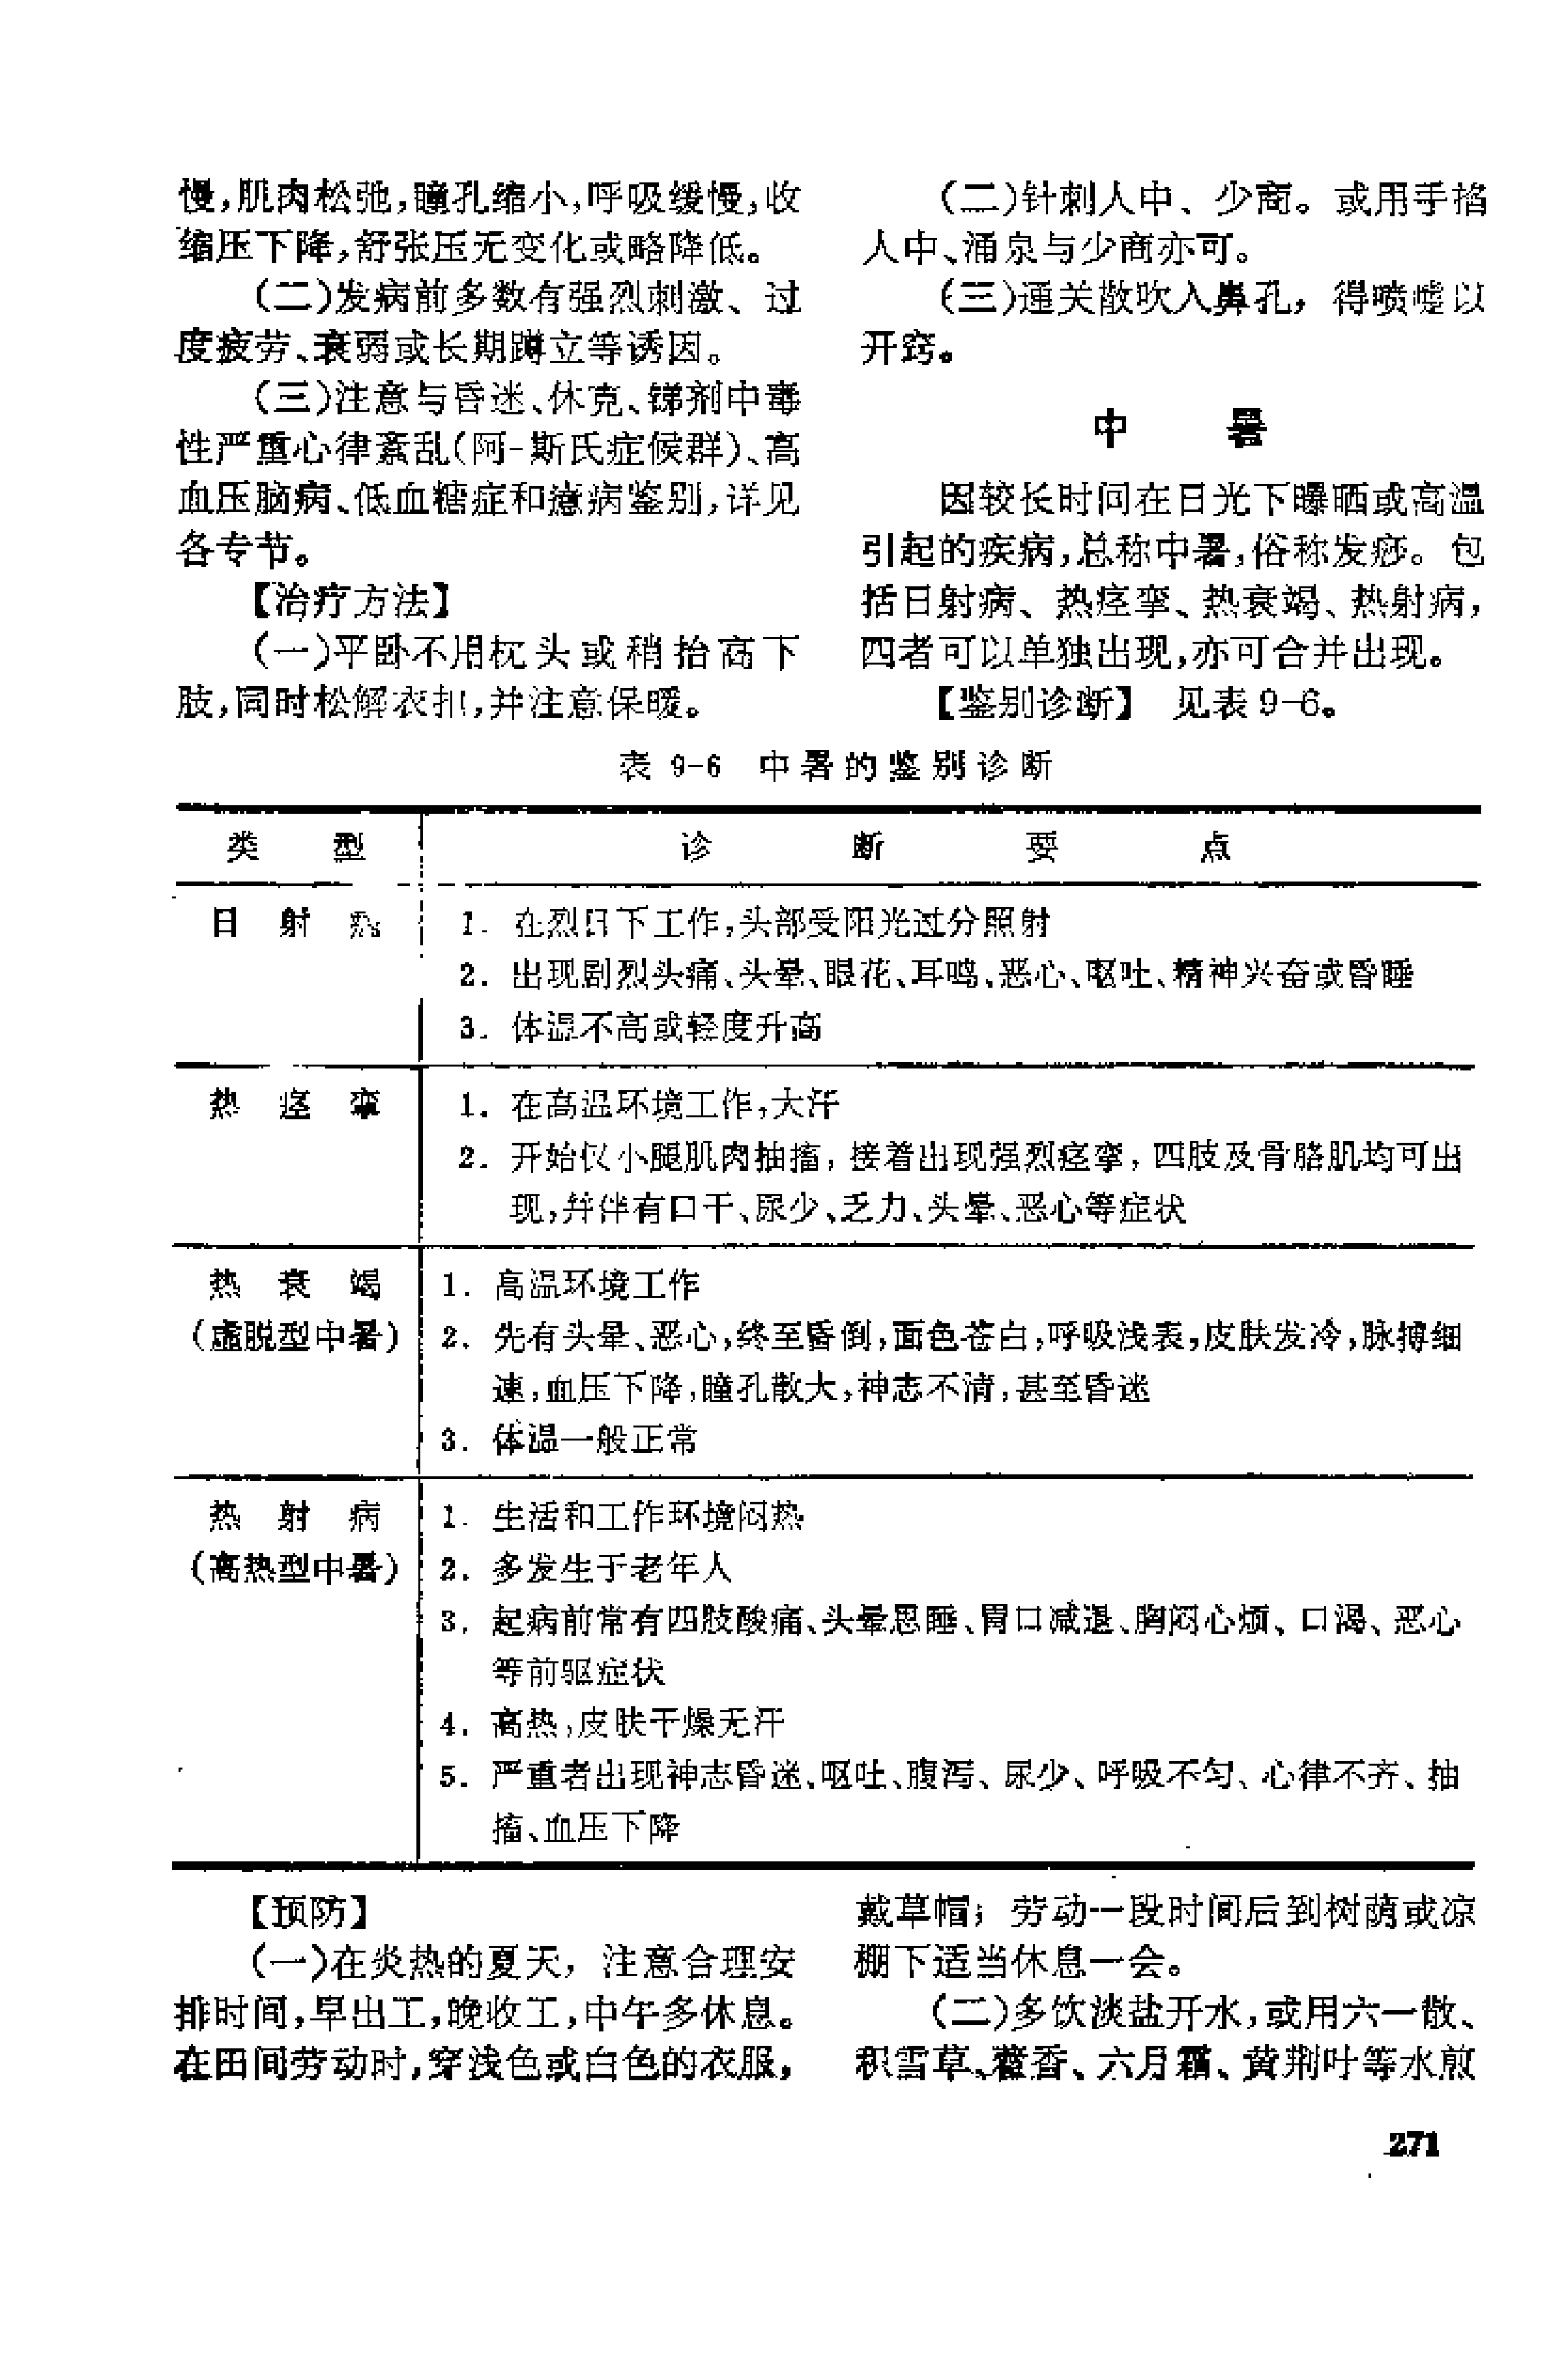 慢,肌肉松弛,瞳孔缩小,呼吸缓慢,收
缩压下降,舒张压无变化或略降低。
(二)发病前多数有强烈刺激、过
度疲劳、衰弱或长期蹲立等诱因。
(三)注意与昏迷、休克、锑剂中毒
性严重心律紊乱(阿-斯氏症候群)、高
血压脑病、低血糖症和癔病鉴别,详见
各专节。
【治疗方法】
(一)平卧不用枕头或稍抬高下
肢,同时松解衣扣,并注意保暖。
(二)针刺人中、少商。或用手掐
人中、涌泉与少商亦可。
(三)通关散吹入鼻孔,得喷嚏以
开窍。
中暑
因较长时间在日光下曝晒或高温
引起的疾病,总称中暑,俗称发痧。包
括日射病、热痉挛、热衰竭、热射病,
四者可以单独出现,亦可合并出现。
【鉴别诊断】 见表 9-6。
表 9-6 中暑的鉴别诊断
类型 诊断要点
日射热 1. 在烈日下工作,头部受阳光过分照射
2. 出现剧烈头痛、头晕、眼花、耳鸣、恶心、呕吐、精神兴奋或昏睡
3. 体温不高或轻度升高
热痉挛 1. 在高温环境工作,大汗
2. 开始仅小腿肌肉抽搐,接着出现强烈痉挛,四肢及骨胳肌均可出
现,并伴有口干、尿少、乏力、头晕、恶心等症状
热衰竭 1. 高温环境工作
(虚脱型中暑) 2. 先有头晕、恶心,终至昏倒,面色苍白,呼吸浅表,皮肤发冷,脉搏细
速,血压下降,瞳孔散大,神志不清,甚至昏迷
3. 体温一般正常
热射病 1. 生活和工作环境闷热
(高热型中暑) 2. 多发生于老年人
3. 起病前常有四肢酸痛、头晕思睡、胃口减退、胸闷心烦、口渴、恶心
等前驱症状
4. 高热,皮肤干燥无汗
5. 严重者出现神志昏迷、呕吐、腹泻、尿少、呼吸不匀、心律不齐、抽
搐、血压下降
【预防】
(一)在炎热的夏天,注意合理安
排时间,早出工,晚收工,中午多休息。
在田间劳动时,穿浅色或白色的衣服,
戴草帽;劳动一段时间后到树荫或凉
棚下适当休息一会。
(二)多饮淡盐开水,或用六一散、
积雪草、藿香、六月霜、黄荆叶等水煎
271